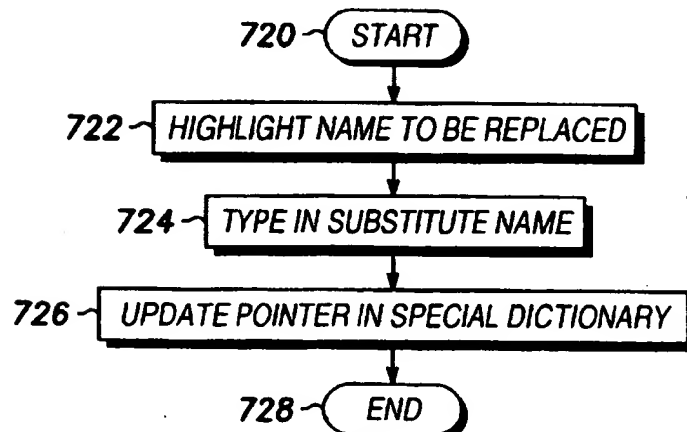 720 START
722 HIGHLIGHT NAME TO BE REPLACED
724 TYPE IN SUBSTITUTE NAME
726 UPDATE POINTER IN SPECIAL DICTIONARY
728 END